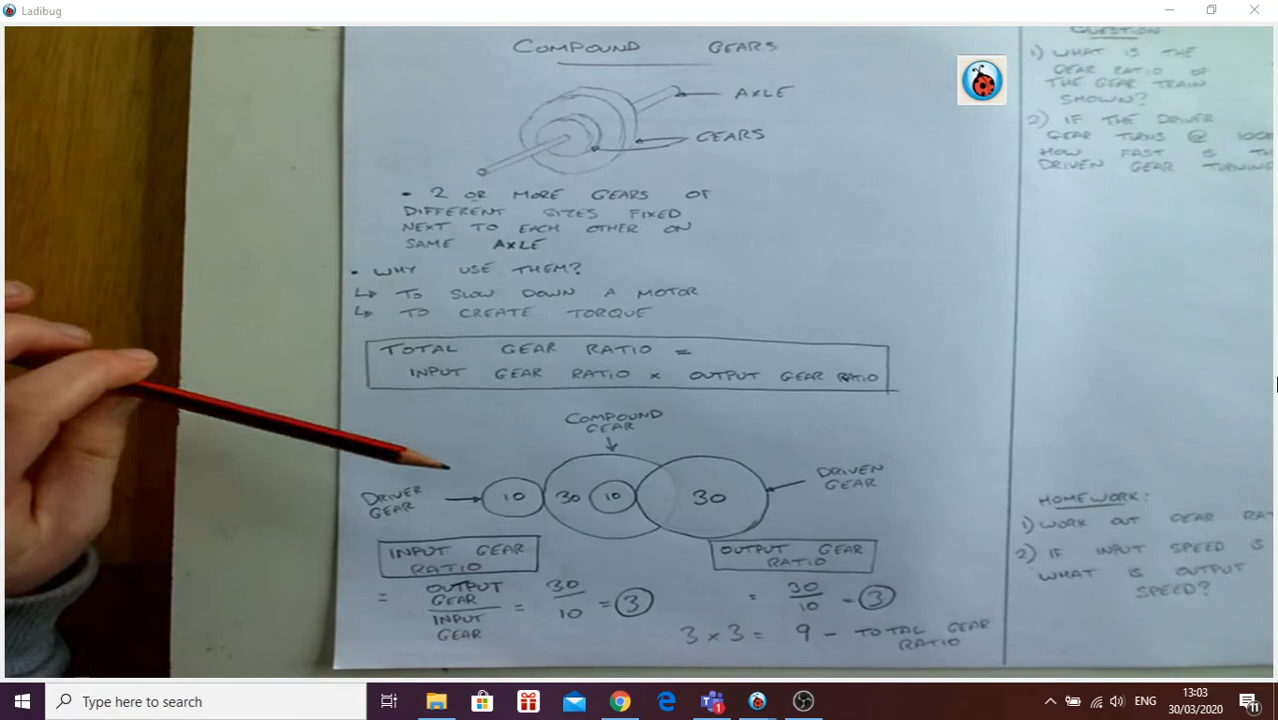 Ladibug
COMPOUND GEARS
AXLE
GEARS
- 2 OR MORE GEARS OF
DIFFERENT SIZES FIXED
NEXT TO EACH OTHER ON
SAME AXLE
- WHY USE THEM?
↳ TO SLOW DOWN A MOTOR
↳ TO CREATE TORQUE
TOTAL GEAR RATIO =
INPUT GEAR RATIO × OUTPUT GEAR RATIO
COMPOUND
GEAR
DRIVER
GEAR
10
30
10
30
DRIVEN
GEAR
INPUT GEAR
RATIO
= OUTPUT GEAR / INPUT GEAR = 30/10 = 3
OUTPUT GEAR
RATIO
= 30/10 = 3
3 × 3 = 9 - TOTAL GEAR
RATIO
QUESTION
1) WHAT IS THE
GEAR RATIO OF
THE GEAR TRAIN
SHOWN?
2) IF THE DRIVER
GEAR TURNS @
HOW FAST IS
DRIVEN GEAR TURNING
HOMEWORK:
1) WORK OUT GEAR
2) IF INPUT SPEED IS
WHAT IS OUTPUT
SPEED?
Type here to search
1
ENG
13:03
30/03/2020
11